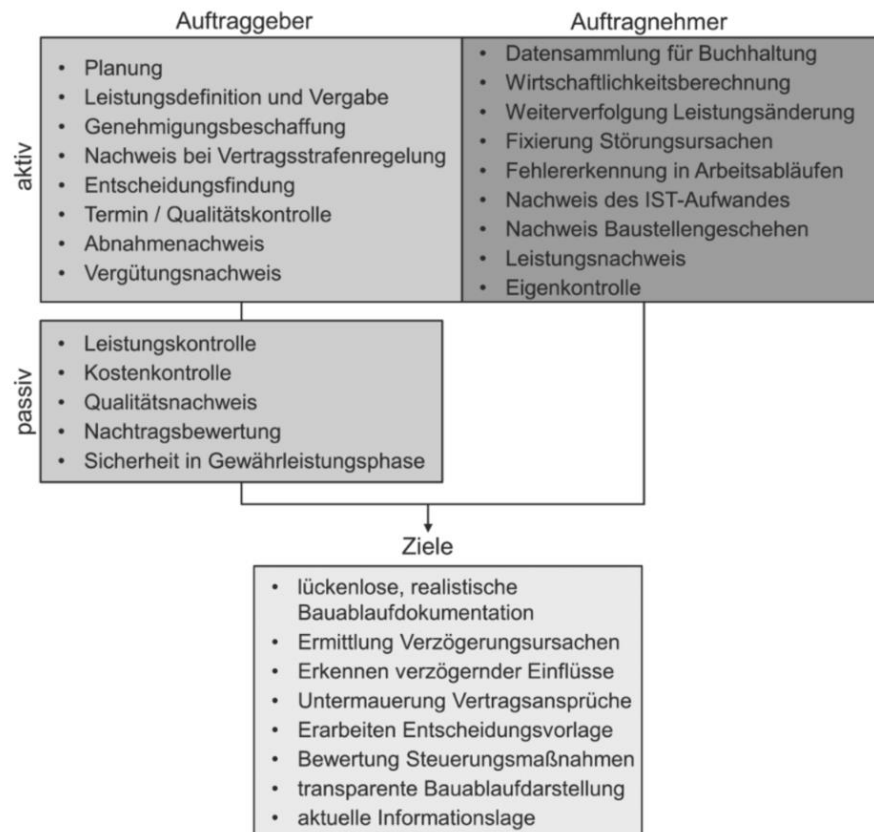 Auftraggeber
Auftragnehmer
aktiv
• Planung
• Leistungsdefinition und Vergabe
• Genehmigungsbeschaffung
• Nachweis bei Vertragsstrafenregelung
• Entscheidungsfindung
• Termin / Qualitätskontrolle
• Abnahmenachweis
• Vergütungsnachweis
• Datensammlung für Buchhaltung
• Wirtschaftlichkeitsberechnung
• Weiterverfolgung Leistungsänderung
• Fixierung Störungsursachen
• Fehlererkennung in Arbeitsabläufen
• Nachweis des IST-Aufwandes
• Nachweis Baustellengeschehen
• Leistungsnachweis
• Eigenkontrolle
passiv
• Leistungskontrolle
• Kostenkontrolle
• Qualitätsnachweis
• Nachtragsbewertung
• Sicherheit in Gewährleistungsphase
Ziele
• lückenlose, realistische
Bauablaufdokumentation
• Ermittlung Verzögerungsursachen
• Erkennen verzögernder Einflüsse
• Untermauerung Vertragsansprüche
• Erarbeiten Entscheidungsvorlage
• Bewertung Steuerungsmaßnahmen
• transparente Bauablaufdarstellung
• aktuelle Informationslage